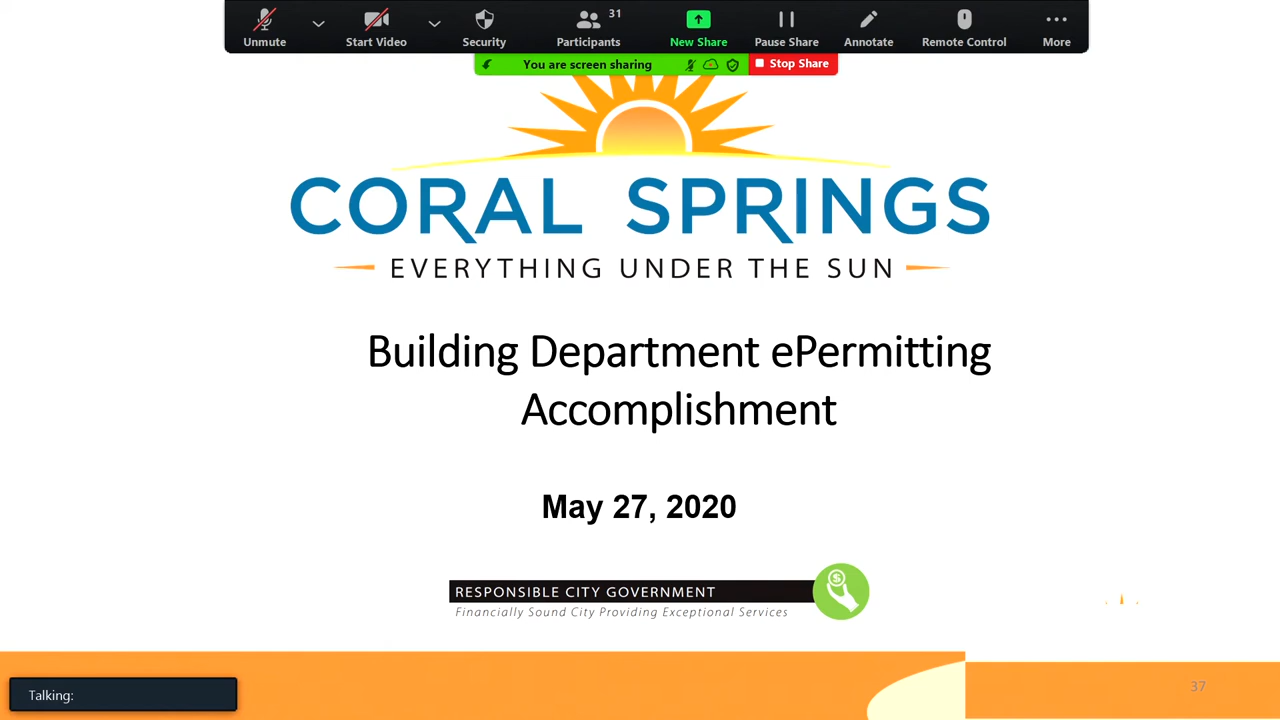 31
Unmute
Start Video
Security
Participants
New Share
Pause Share
Annotate
Remote Control
More
You are screen sharing
Stop Share
CORAL SPRINGS
EVERYTHING UNDER THE SUN
Building Department ePermitting
Accomplishment
May 27, 2020
RESPONSIBLE CITY GOVERNMENT
$
Financially Sound City Providing Exceptional Services
Talking:
37